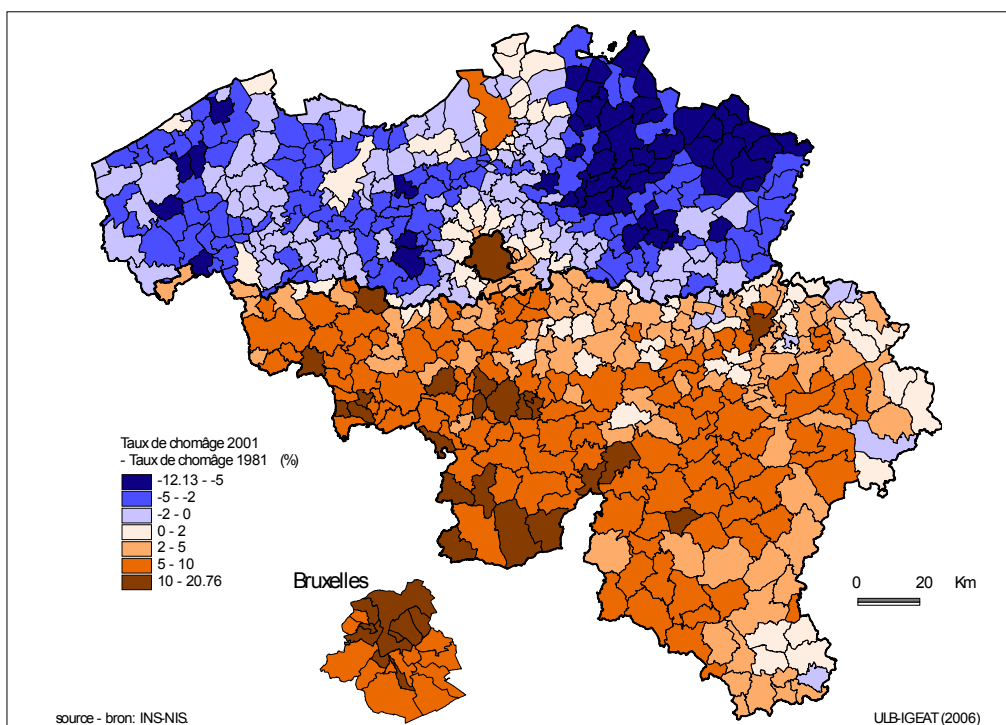 Taux de chomâge 2001
- Taux de chomâge 1981 (%)
-12.13 - -5
-5 - -2
-2 - 0
0 - 2
2 - 5
5 - 10
10 - 20.76
Bruxelles
0 20 Km
source - bron: INS-NIS.
ULB-IGEAT (2006)